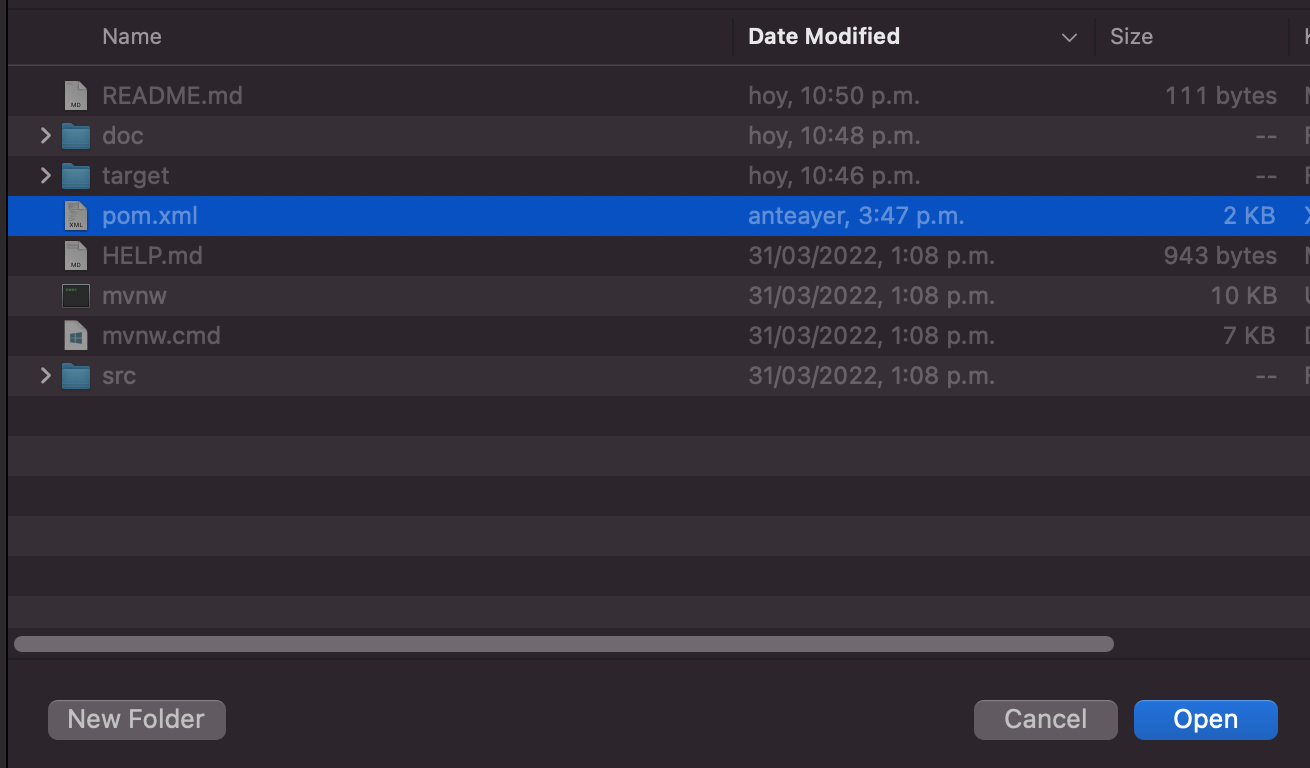 Name Date Modified Size
README.md hoy, 10:50 p.m. 111 bytes
doc hoy, 10:48 p.m. --
target hoy, 10:46 p.m. --
pom.xml anteayer, 3:47 p.m. 2 KB
HELP.md 31/03/2022, 1:08 p.m. 943 bytes
mvnw 31/03/2022, 1:08 p.m. 10 KB
mvnw.cmd 31/03/2022, 1:08 p.m. 7 KB
src 31/03/2022, 1:08 p.m. --
New Folder Cancel Open